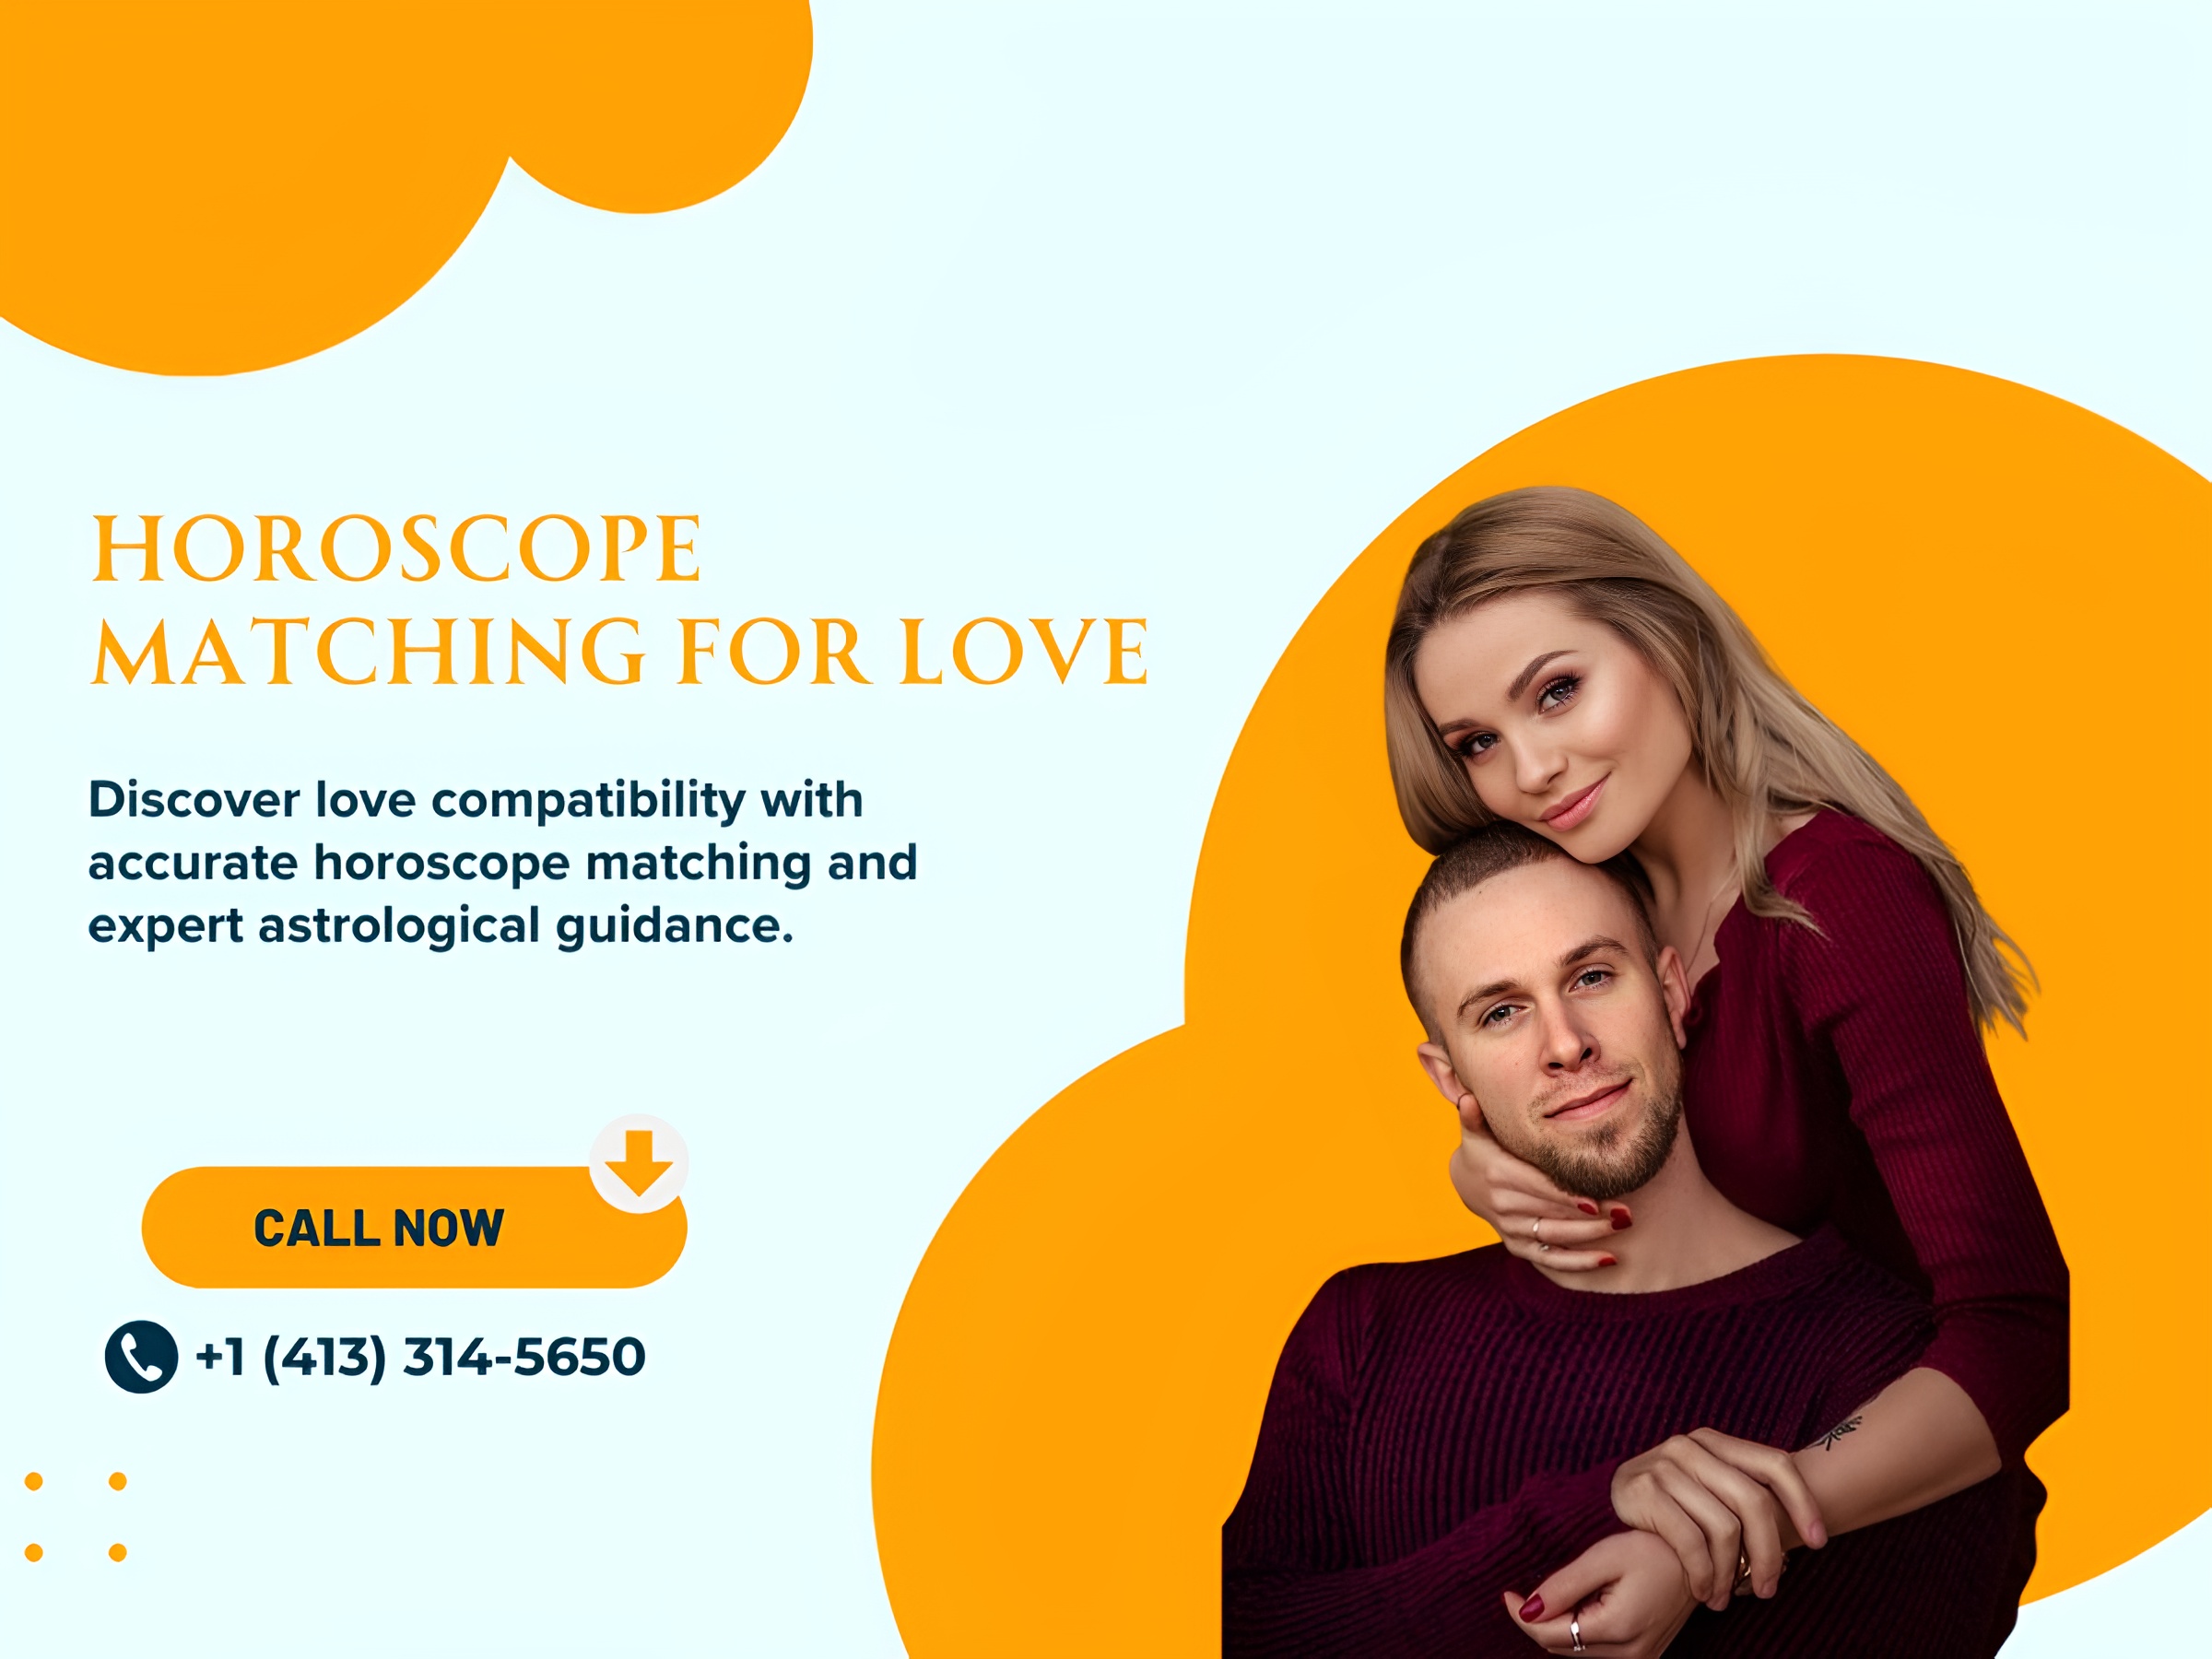 HOROSCOPE
MATCHING FOR LOVE
Discover love compatibility with
accurate horoscope matching and
expert astrological guidance.
CALL NOW
+1 (413) 314-5650